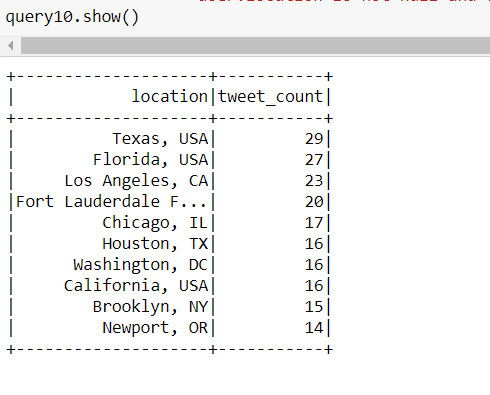 query10.show()
+--------------------+-----------+
|            location|tweet_count|
+--------------------+-----------+
|          Texas, USA|         29|
|        Florida, USA|         27|
|     Los Angeles, CA|         23|
|Fort Lauderdale F...|         20|
|         Chicago, IL|         17|
|         Houston, TX|         16|
|      Washington, DC|         16|
|     California, USA|         16|
|        Brooklyn, NY|         15|
|         Newport, OR|         14|
+--------------------+-----------+